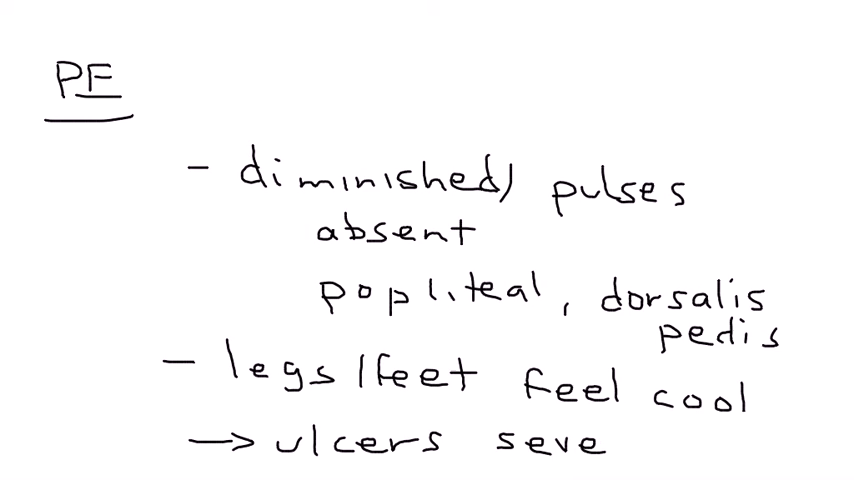 PE
- diminished/ pulses
absent
popliteal, dorsalis
pedis
- legs/feet feel cool
→ ulcers seve